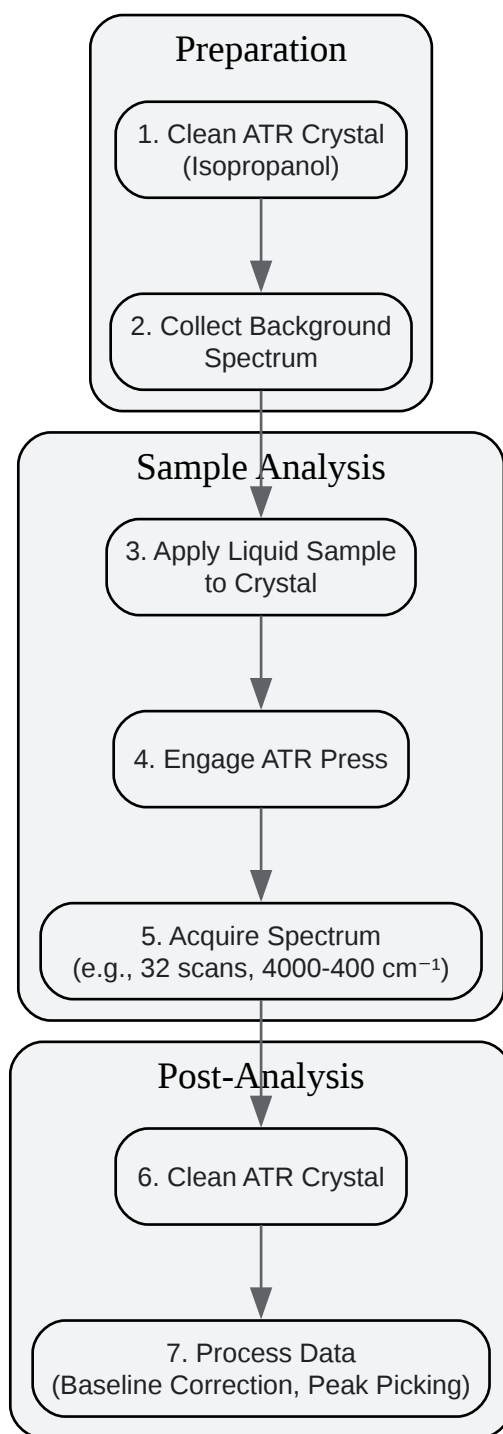 Preparation
1. Clean ATR Crystal
(Isopropanol)
2. Collect Background
Spectrum
Sample Analysis
3. Apply Liquid Sample
to Crystal
4. Engage ATR Press
5. Acquire Spectrum
(e.g., 32 scans, 4000-400 cm⁻¹)
Post-Analysis
6. Clean ATR Crystal
7. Process Data
(Baseline Correction, Peak Picking)